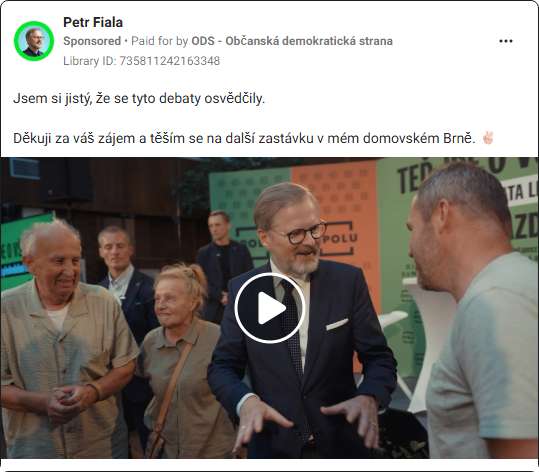 Petr Fiala
Sponsored • Paid for by ODS - Občanská demokratická strana
Library ID: 735811242163348
Jsem si jistý, že se tyto debaty osvědčily.
Děkuji za váš zájem a těším se na další zastávku v mém domovském Brně. ✌🏻
SPOLU